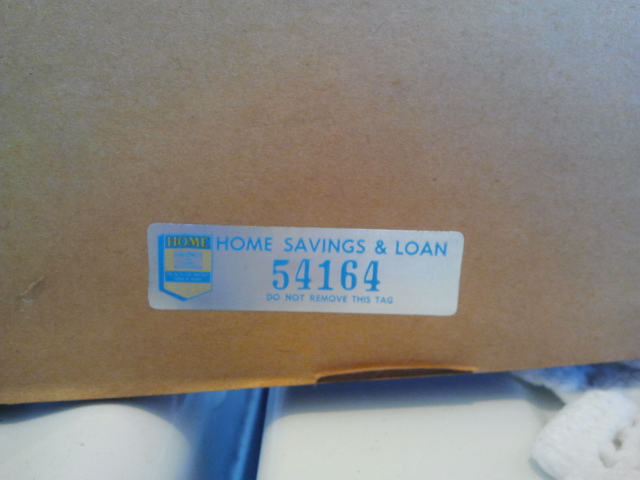 HOME
HOME SAVINGS & LOAN
54164
DO NOT REMOVE THIS TAG